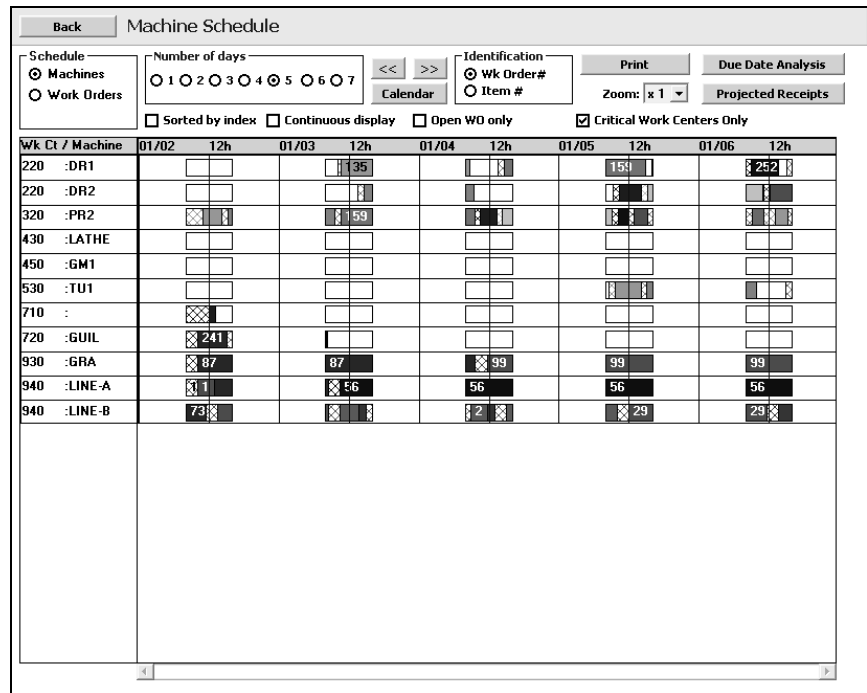 Back Machine Schedule
Schedule Number of days Identification
Machines 1 2 3 4 5 6 7 << >> Wk Order# Print Due Date Analysis
Work Orders Calendar Item # Zoom: x 1 Projected Receipts
Sorted by index Continuous display Open WO only Critical Work Centers Only
Wk Ct / Machine 01/02 12h 01/03 12h 01/04 12h 01/05 12h 01/06 12h
220 :DR1 135 159 252
220 :DR2
320 :PR2 159
430 :LATHE
450 :GM1
530 :TU1
710 :
720 :GUIL 241
930 :GRA 87 87 99 99 99
940 :LINE-A 1 1 56 56 56 56
940 :LINE-B 73 2 29 29